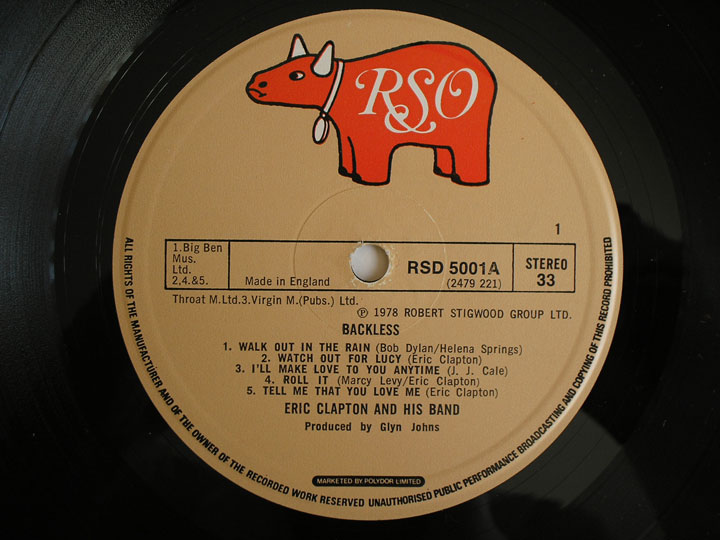 RSO
1
1.Big Ben
Mus.
Ltd.
2,4.&5.
Made in England
RSD 5001A
(2479 221)
STEREO
33
Throat M.Ltd.3.Virgin M.(Pubs.) Ltd.
℗ 1978 ROBERT STIGWOOD GROUP LTD.
BACKLESS
1. WALK OUT IN THE RAIN (Bob Dylan/Helena Springs)
2. WATCH OUT FOR LUCY (Eric Clapton)
3. I'LL MAKE LOVE TO YOU ANYTIME (J. J. Cale)
4. ROLL IT (Marcy Levy/Eric Clapton)
5. TELL ME THAT YOU LOVE ME (Eric Clapton)
ERIC CLAPTON AND HIS BAND
Produced by Glyn Johns
MARKETED BY POLYDOR LIMITED
ALL RIGHTS OF THE MANUFACTURER AND OF THE OWNER OF THE RECORDED WORK RESERVED UNAUTHORISED PUBLIC PERFORMANCE BROADCASTING AND COPYING OF THIS RECORD PROHIBITED